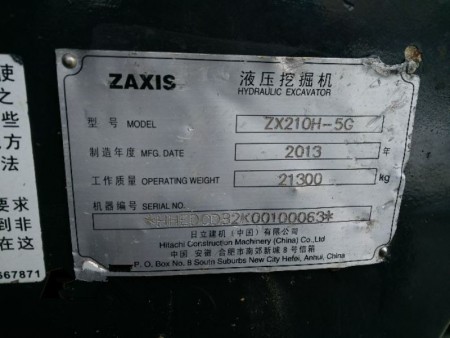 ZAXIS 液压挖掘机
HYDRAULIC EXCAVATOR
型号 MODEL ZX210H-5G
制造年度 MFG. DATE 2013 年
工作质量 OPERATING WEIGHT 21300 kg
机器编号 SERIAL NO.
日立建机（中国）有限公司
Hitachi Construction Machinery (China) Co.,Ltd
中国 安徽 合肥市南郊新城8号信箱
P. O. Box No. 8 South Suburbs New City Hefei, Anhui, China
使
之
些
方
法
要求
到非
在这
667871